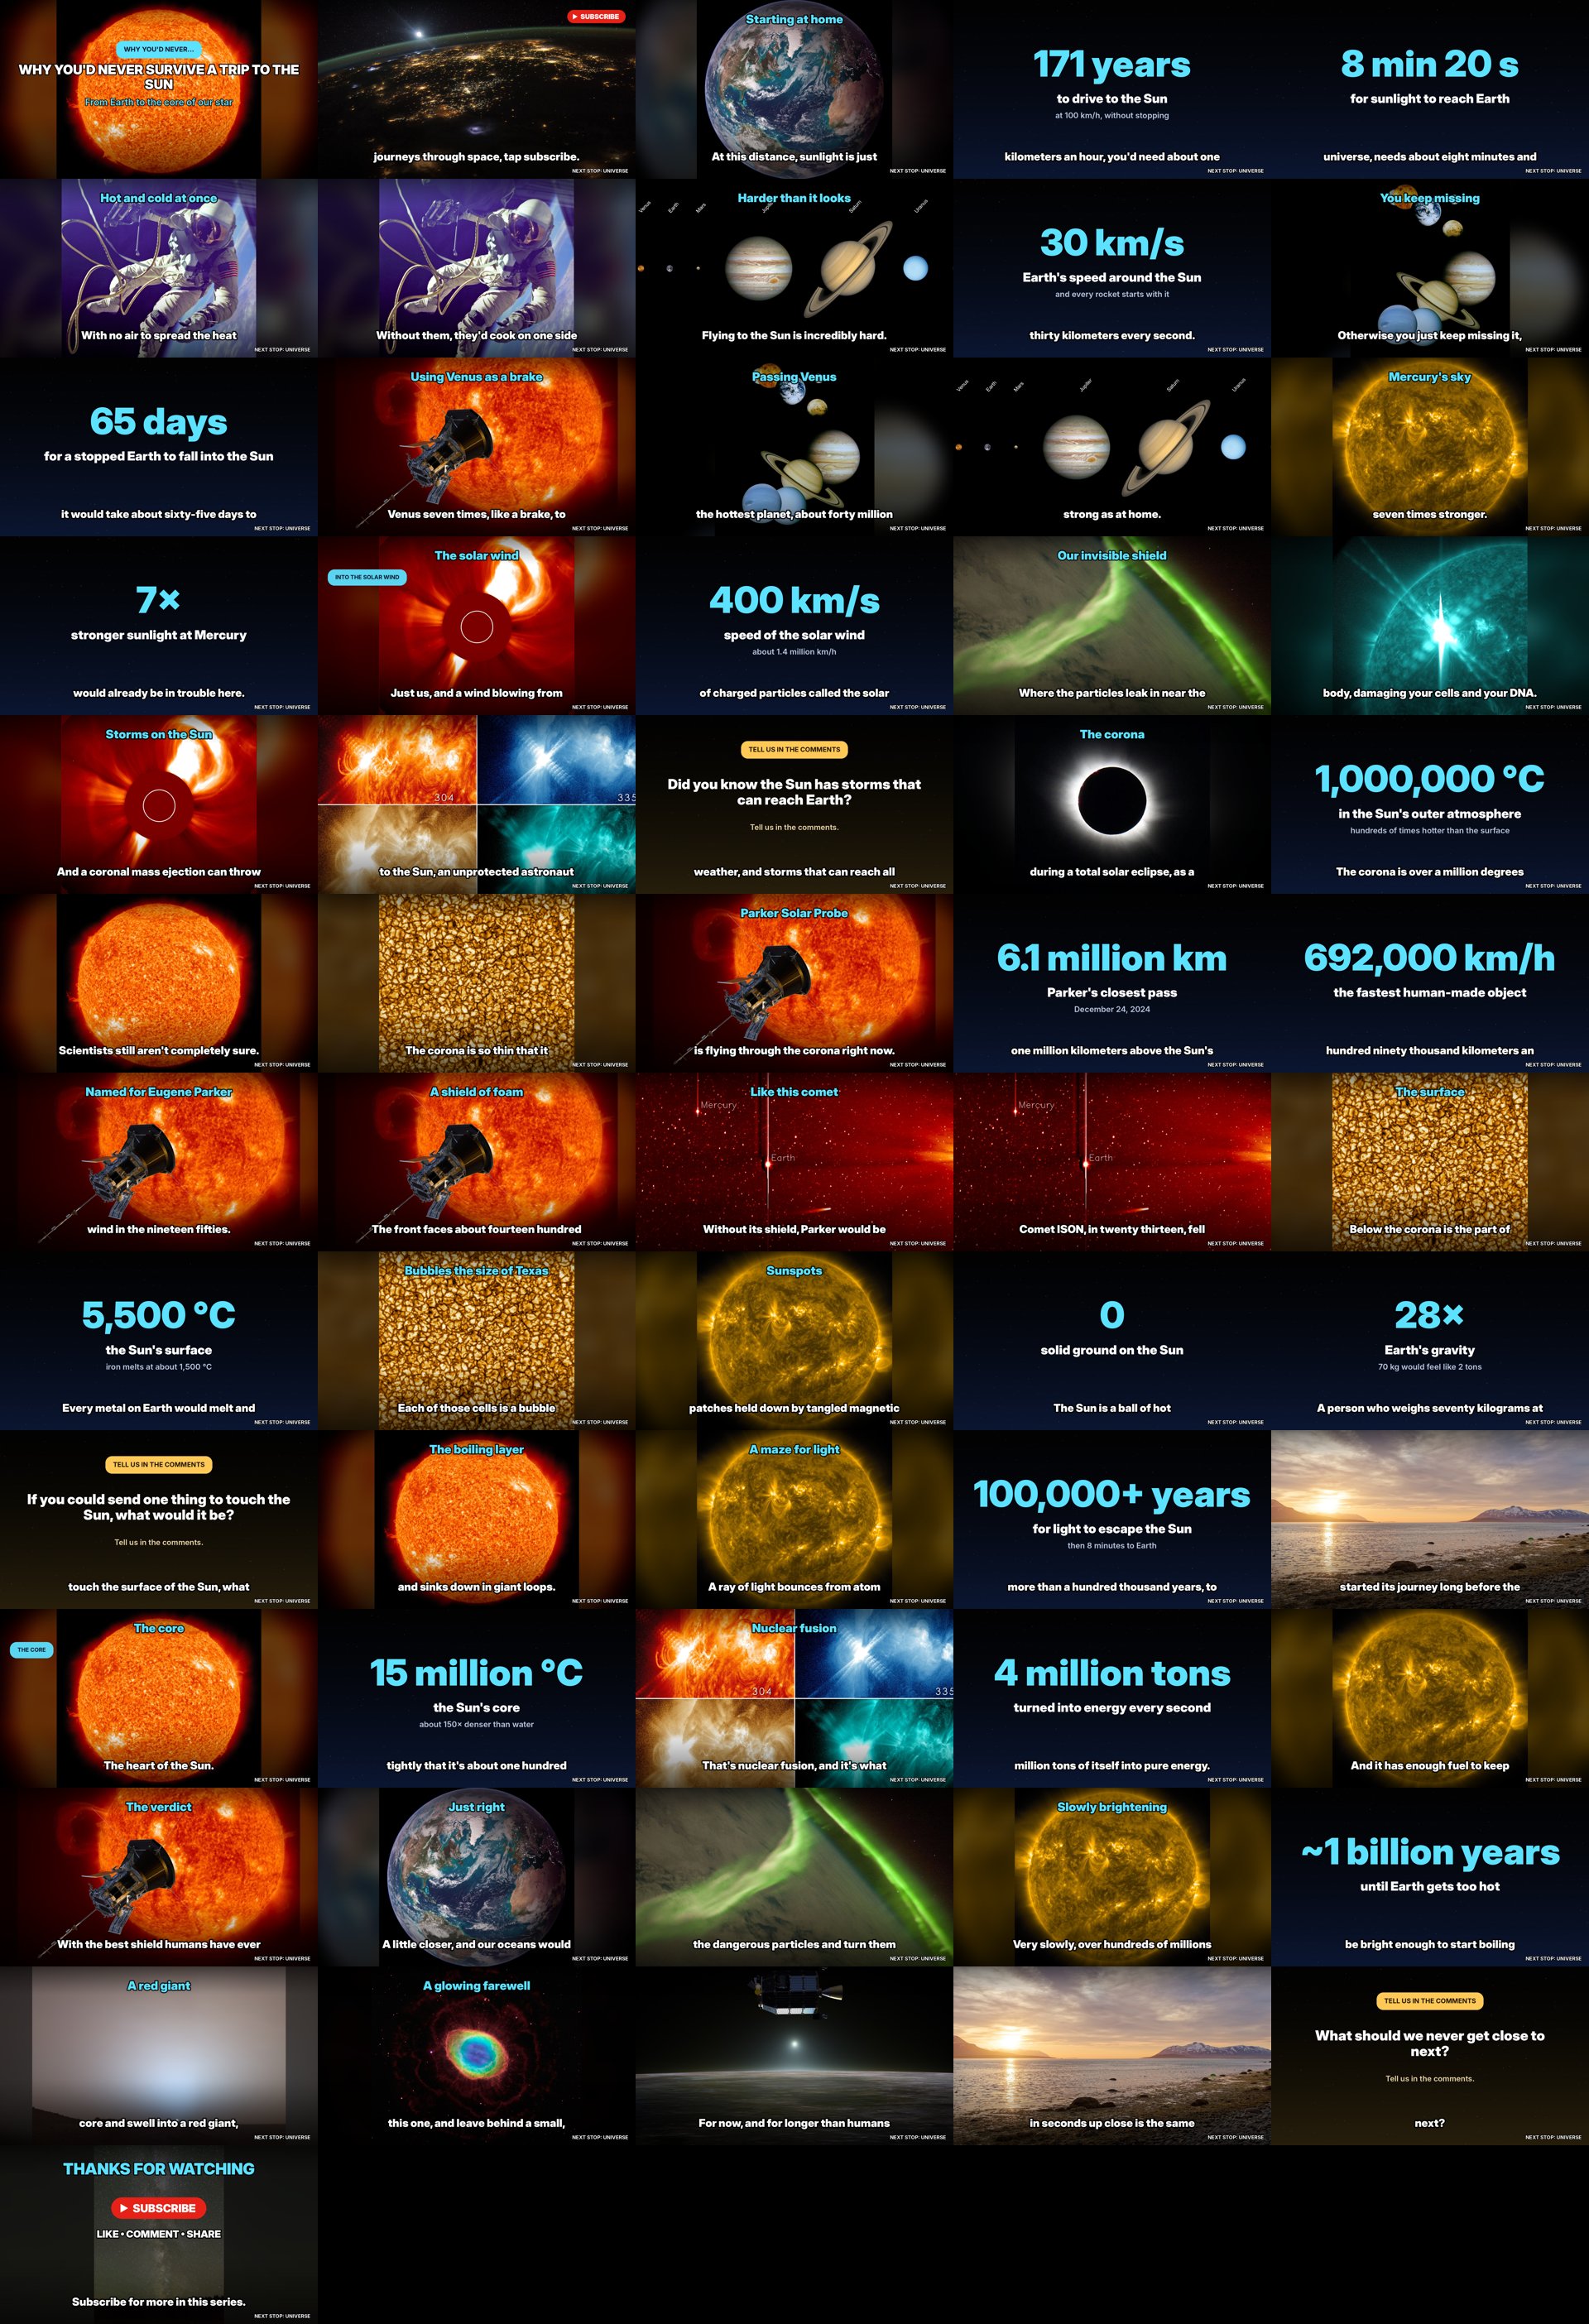 WHY YOU'D NEVER...
WHY YOU'D NEVER SURVIVE A TRIP TO THE
SUN
From Earth to the core of our star
SUBSCRIBE
journeys through space, tap subscribe.
NEXT STOP: UNIVERSE
Starting at home
At this distance, sunlight is just
NEXT STOP: UNIVERSE
171 years
to drive to the Sun
at 100 km/h, without stopping
kilometers an hour, you'd need about one
NEXT STOP: UNIVERSE
8 min 20 s
for sunlight to reach Earth
universe, needs about eight minutes and
NEXT STOP: UNIVERSE
Hot and cold at once
With no air to spread the heat
NEXT STOP: UNIVERSE
Without them, they'd cook on one side
NEXT STOP: UNIVERSE
Harder than it looks
Venus
Earth
Mars
Jupiter
Saturn
Uranus
Flying to the Sun is incredibly hard.
NEXT STOP: UNIVERSE
30 km/s
Earth's speed around the Sun
and every rocket starts with it
thirty kilometers every second.
NEXT STOP: UNIVERSE
You keep missing
Otherwise you just keep missing it,
NEXT STOP: UNIVERSE
65 days
for a stopped Earth to fall into the Sun
it would take about sixty-five days to
NEXT STOP: UNIVERSE
Using Venus as a brake
Venus seven times, like a brake, to
NEXT STOP: UNIVERSE
Passing Venus
the hottest planet, about forty million
NEXT STOP: UNIVERSE
Venus
Earth
Mars
Jupiter
Saturn
Uranus
strong as at home.
NEXT STOP: UNIVERSE
Mercury's sky
seven times stronger.
NEXT STOP: UNIVERSE
7×
stronger sunlight at Mercury
would already be in trouble here.
NEXT STOP: UNIVERSE
The solar wind
INTO THE SOLAR WIND
Just us, and a wind blowing from
NEXT STOP: UNIVERSE
400 km/s
speed of the solar wind
about 1.4 million km/h
of charged particles called the solar
NEXT STOP: UNIVERSE
Our invisible shield
Where the particles leak in near the
NEXT STOP: UNIVERSE
body, damaging your cells and your DNA.
NEXT STOP: UNIVERSE
Storms on the Sun
And a coronal mass ejection can throw
NEXT STOP: UNIVERSE
304
335
to the Sun, an unprotected astronaut
NEXT STOP: UNIVERSE
TELL US IN THE COMMENTS
Did you know the Sun has storms that
can reach Earth?
Tell us in the comments.
weather, and storms that can reach all
NEXT STOP: UNIVERSE
The corona
during a total solar eclipse, as a
NEXT STOP: UNIVERSE
1,000,000 °C
in the Sun's outer atmosphere
hundreds of times hotter than the surface
The corona is over a million degrees
NEXT STOP: UNIVERSE
Scientists still aren't completely sure.
NEXT STOP: UNIVERSE
The corona is so thin that it
NEXT STOP: UNIVERSE
Parker Solar Probe
is flying through the corona right now.
NEXT STOP: UNIVERSE
6.1 million km
Parker's closest pass
December 24, 2024
one million kilometers above the Sun's
NEXT STOP: UNIVERSE
692,000 km/h
the fastest human-made object
hundred ninety thousand kilometers an
NEXT STOP: UNIVERSE
Named for Eugene Parker
wind in the nineteen fifties.
NEXT STOP: UNIVERSE
A shield of foam
The front faces about fourteen hundred
NEXT STOP: UNIVERSE
Like this comet
Mercury
Earth
Without its shield, Parker would be
NEXT STOP: UNIVERSE
Mercury
Earth
Comet ISON, in twenty thirteen, fell
NEXT STOP: UNIVERSE
The surface
Below the corona is the part of
NEXT STOP: UNIVERSE
5,500 °C
the Sun's surface
iron melts at about 1,500 °C
Every metal on Earth would melt and
NEXT STOP: UNIVERSE
Bubbles the size of Texas
Each of those cells is a bubble
NEXT STOP: UNIVERSE
Sunspots
patches held down by tangled magnetic
NEXT STOP: UNIVERSE
0
solid ground on the Sun
The Sun is a ball of hot
NEXT STOP: UNIVERSE
28×
Earth's gravity
70 kg would feel like 2 tons
A person who weighs seventy kilograms at
NEXT STOP: UNIVERSE
TELL US IN THE COMMENTS
If you could send one thing to touch the
Sun, what would it be?
Tell us in the comments.
touch the surface of the Sun, what
NEXT STOP: UNIVERSE
The boiling layer
and sinks down in giant loops.
NEXT STOP: UNIVERSE
A maze for light
A ray of light bounces from atom
NEXT STOP: UNIVERSE
100,000+ years
for light to escape the Sun
then 8 minutes to Earth
more than a hundred thousand years, to
NEXT STOP: UNIVERSE
started its journey long before the
NEXT STOP: UNIVERSE
The core
THE CORE
The heart of the Sun.
NEXT STOP: UNIVERSE
15 million °C
the Sun's core
about 150× denser than water
tightly that it's about one hundred
NEXT STOP: UNIVERSE
Nuclear fusion
304
335
That's nuclear fusion, and it's what
NEXT STOP: UNIVERSE
4 million tons
turned into energy every second
million tons of itself into pure energy.
NEXT STOP: UNIVERSE
And it has enough fuel to keep
NEXT STOP: UNIVERSE
The verdict
With the best shield humans have ever
NEXT STOP: UNIVERSE
Just right
A little closer, and our oceans would
NEXT STOP: UNIVERSE
the dangerous particles and turn them
NEXT STOP: UNIVERSE
Slowly brightening
Very slowly, over hundreds of millions
NEXT STOP: UNIVERSE
~1 billion years
until Earth gets too hot
be bright enough to start boiling
NEXT STOP: UNIVERSE
A red giant
core and swell into a red giant,
NEXT STOP: UNIVERSE
A glowing farewell
this one, and leave behind a small,
NEXT STOP: UNIVERSE
For now, and for longer than humans
NEXT STOP: UNIVERSE
in seconds up close is the same
NEXT STOP: UNIVERSE
TELL US IN THE COMMENTS
What should we never get close to
next?
Tell us in the comments.
next?
NEXT STOP: UNIVERSE
THANKS FOR WATCHING
SUBSCRIBE
LIKE • COMMENT • SHARE
Subscribe for more in this series.
NEXT STOP: UNIVERSE